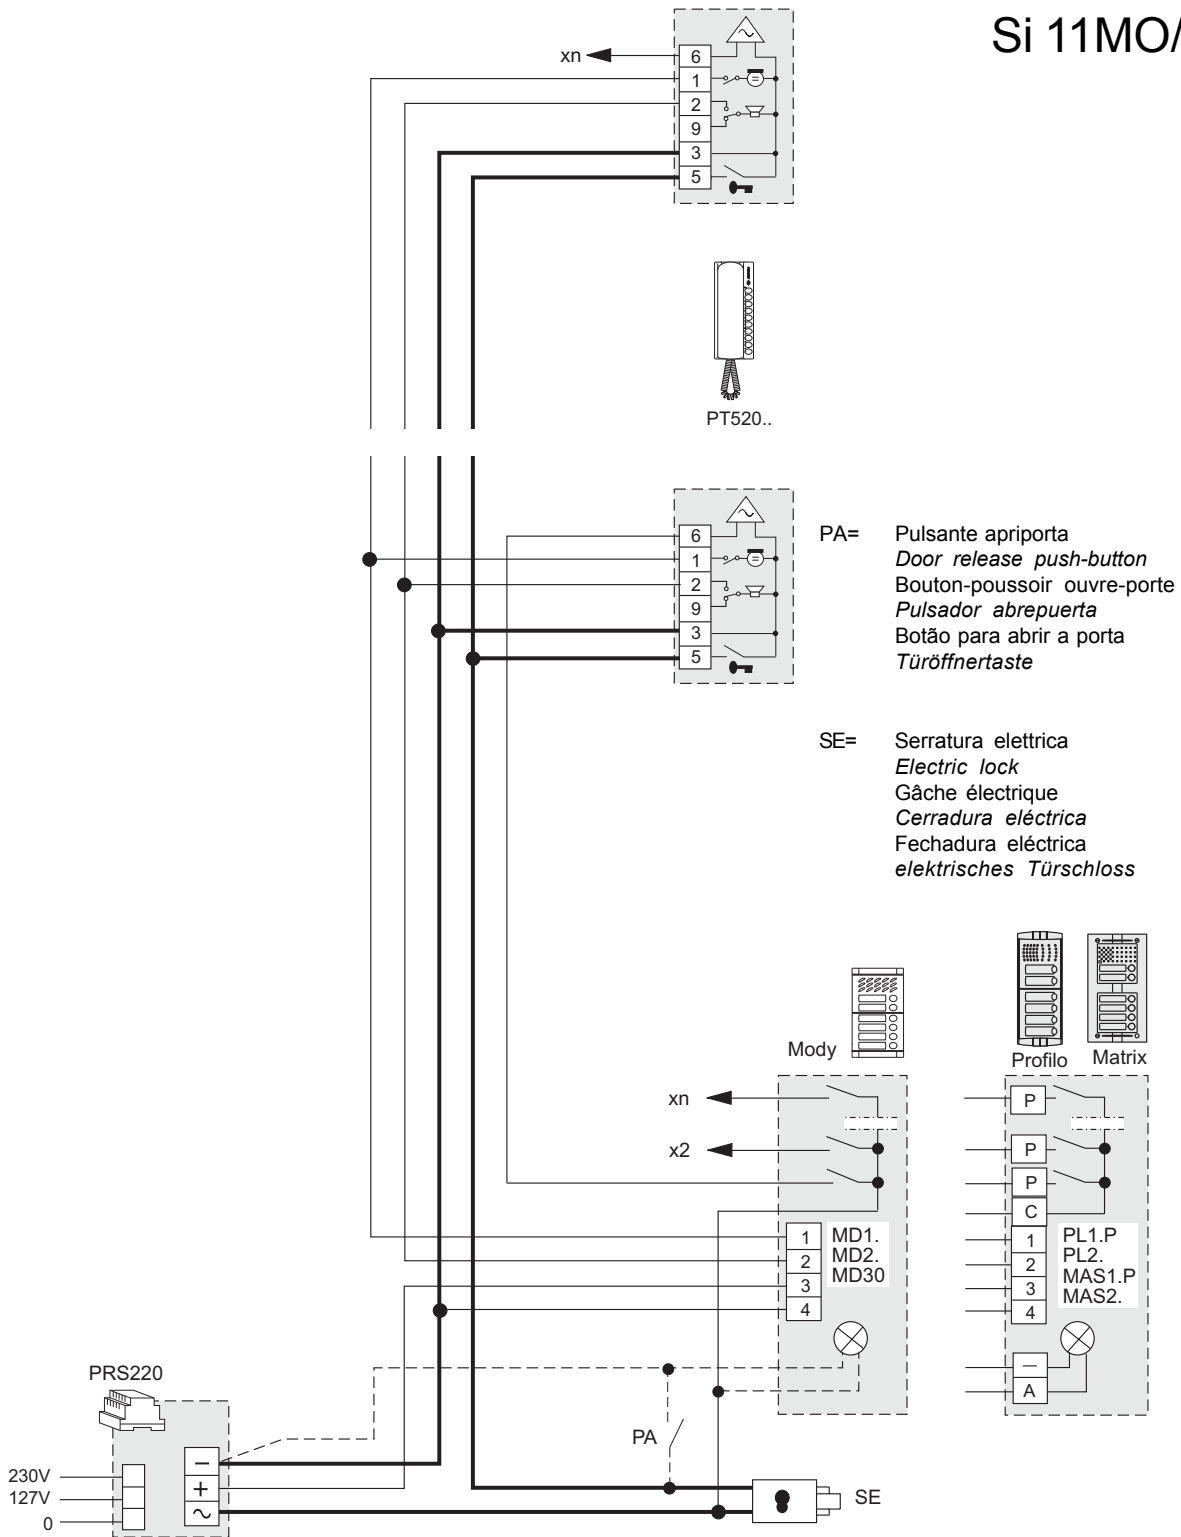 Si 11MO/
xn
6
1
2
9
3
5
PT520..
6
1
2
9
3
5
PA= Pulsante apriporta
Door release push-button
Bouton-poussoir ouvre-porte
Pulsador abrepuerta
Botão para abrir a porta
Türöffnertaste
SE= Serratura elettrica
Electric lock
Gâche électrique
Cerradura eléctrica
Fechadura eléctrica
elektrisches Türschloss
Mody
Profilo
Matrix
xn
x2
1
2
3
4
MD1.
MD2.
MD30
P
P
P
C
1
2
3
4
PL1.P
PL2.
MAS1.P
MAS2.
—
A
PRS220
230V
127V
0
−
+
~
PA
SE